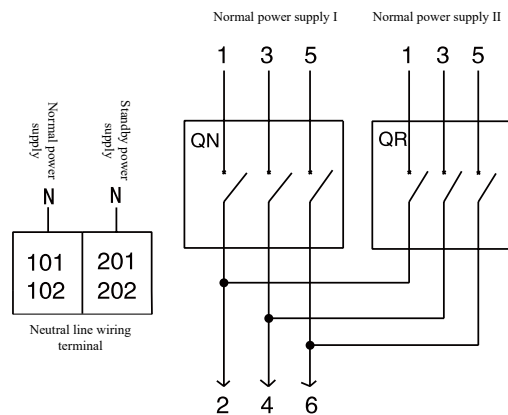 Normal power supply I
Normal power supply II
1 3 5
1 3 5
QN
QR
Normal power
supply
Standby power
supply
N
N
101
102
201
202
Neutral line wiring
terminal
2 4 6